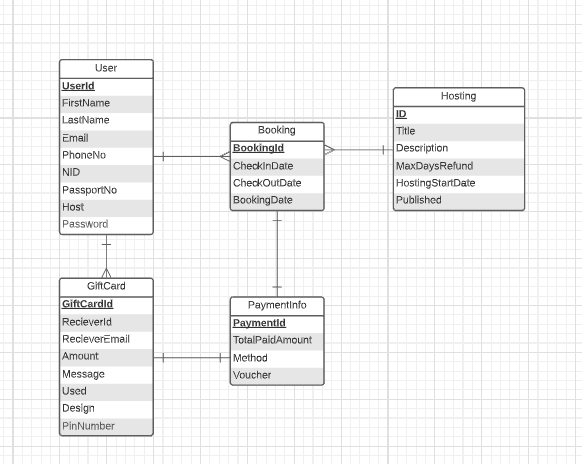 User
UserId
FirstName
LastName
Email
PhoneNo
NID
PassportNo
Host
Password
Booking
BookingId
CheckInDate
CheckOutDate
BookingDate
Hosting
ID
Title
Description
MaxDaysRefund
HostingStartDate
Published
GiftCard
GiftCardId
RecieverId
RecieverEmail
Amount
Message
Used
Design
PinNumber
PaymentInfo
PaymentId
TotalPaidAmount
Method
Voucher